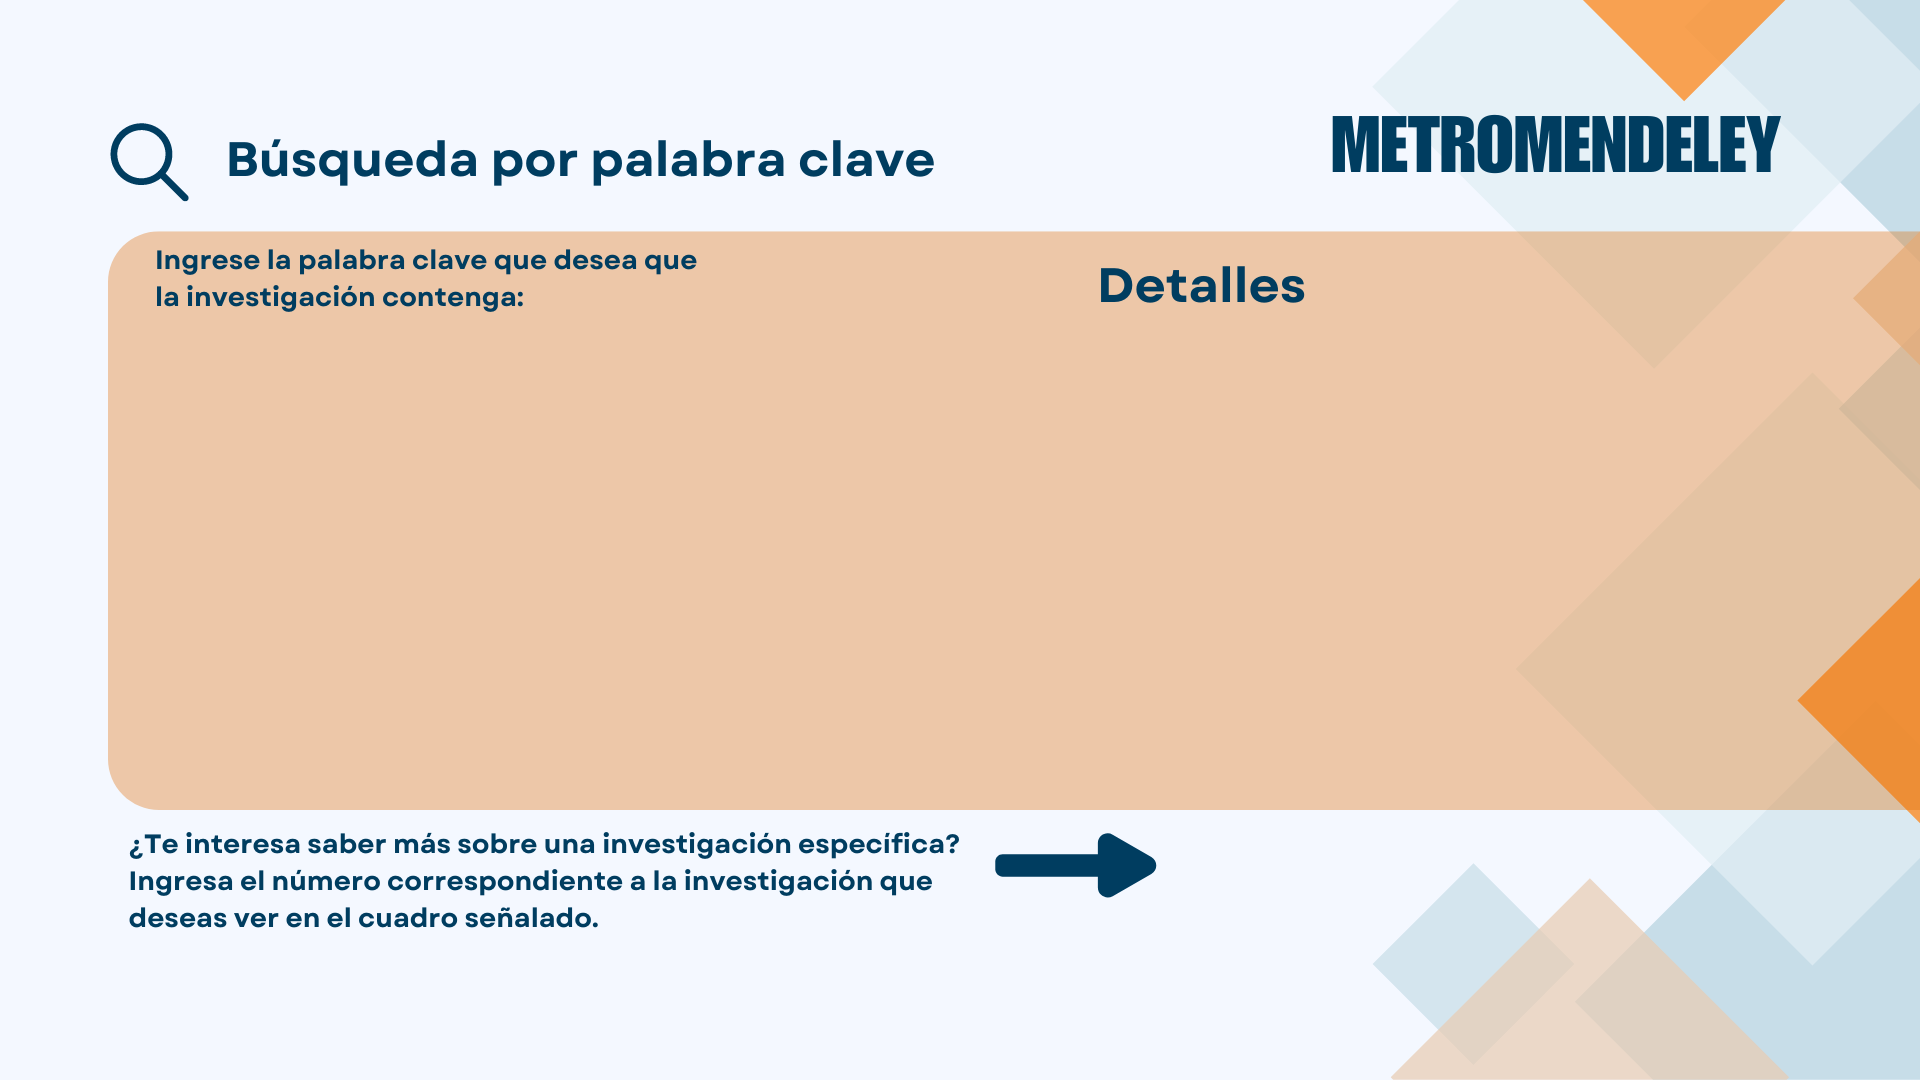 Búsqueda por palabra clave
METROMENDELEY
Ingrese la palabra clave que desea que
la investigación contenga:
Detalles
¿Te interesa saber más sobre una investigación específica?
Ingresa el número correspondiente a la investigación que
deseas ver en el cuadro señalado.